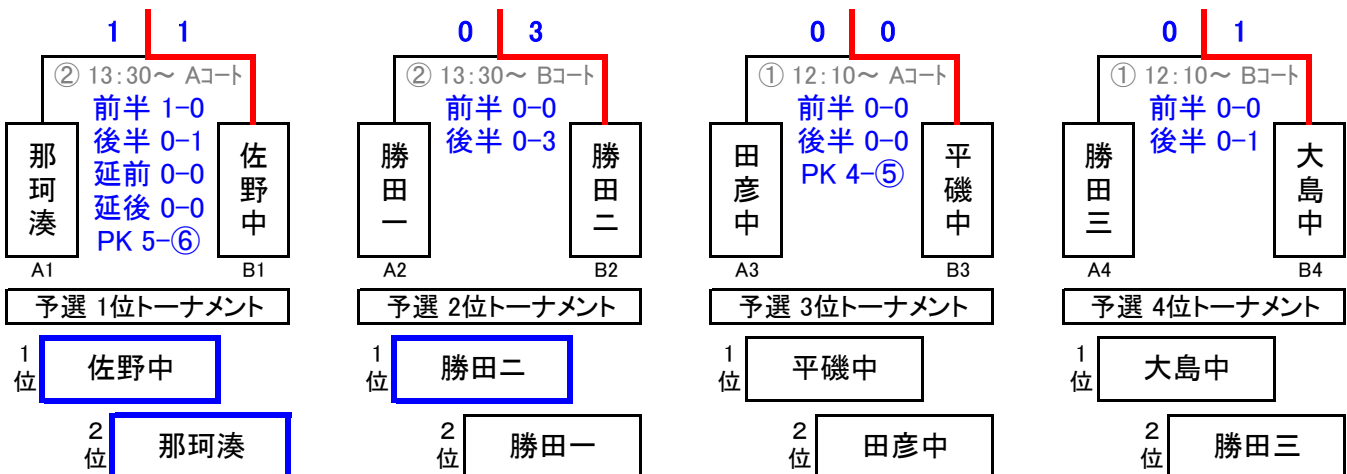 1 1
② 13:30～ Aコート
前半 1-0
後半 0-1
延前 0-0
延後 0-0
PK 5-⑥
那珂湊
佐野中
A1
B1
予選 1位トーナメント
1位
佐野中
2位
那珂湊
0 3
② 13:30～ Bコート
前半 0-0
後半 0-3
勝田一
勝田二
A2
B2
予選 2位トーナメント
1位
勝田二
2位
勝田一
0 0
① 12:10～ Aコート
前半 0-0
後半 0-0
PK 4-⑤
田彦中
平磯中
A3
B3
予選 3位トーナメント
1位
平磯中
2位
田彦中
0 1
① 12:10～ Bコート
前半 0-0
後半 0-1
勝田三
大島中
A4
B4
予選 4位トーナメント
1位
大島中
2位
勝田三